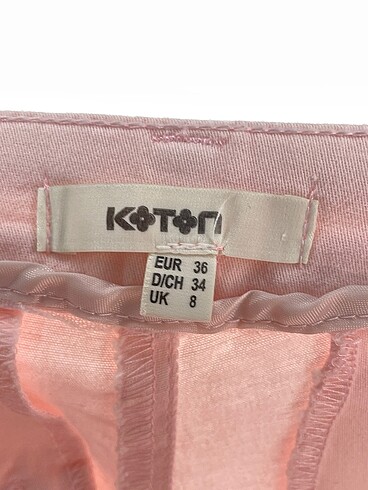 KOTON
EUR 36
D/CH 34
UK 8